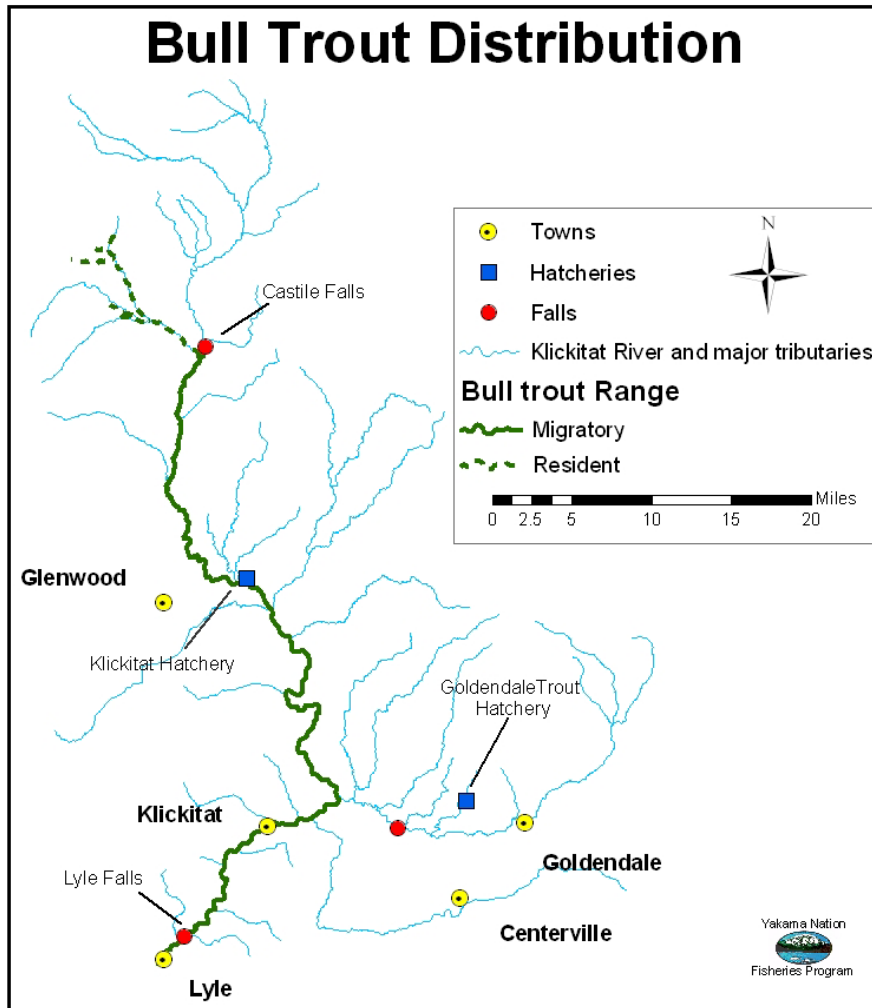 Bull Trout Distribution
N
Towns
Hatcheries
Falls
Klickitat River and major tributaries
Bull trout Range
Migratory
Resident
Miles
0 2.5 5 10 15 20
Castile Falls
Glenwood
Klickitat Hatchery
GoldendaleTrout
Hatchery
Klickitat
Goldendale
Lyle Falls
Centerville
Lyle
Yakama Nation
Fisheries Program